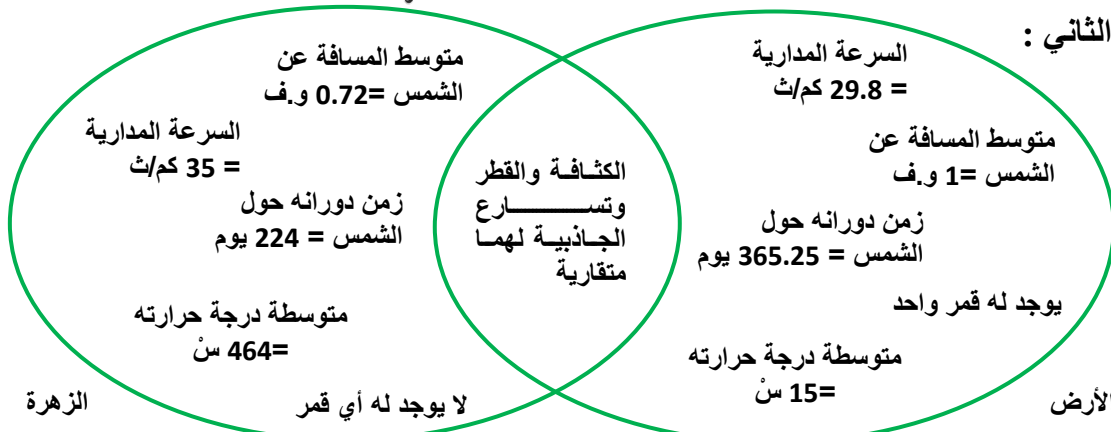 الثاني :
السرعة المدارية
= 29.8 كم/ث
متوسط المسافة عن
الشمس =1 و.ف
زمن دورانه حول
الشمس = 365.25 يوم
يوجد له قمر واحد
متوسطة درجة حرارته
=15 سْ
الأرض
الكثافة والقطر
وتسارع
الجاذبية لهما
متقاربة
متوسط المسافة عن
الشمس =0.72 و.ف
السرعة المدارية
= 35 كم/ث
زمن دورانه حول
الشمس = 224 يوم
متوسطة درجة حرارته
=464 سْ
لا يوجد له أي قمر
الزهرة